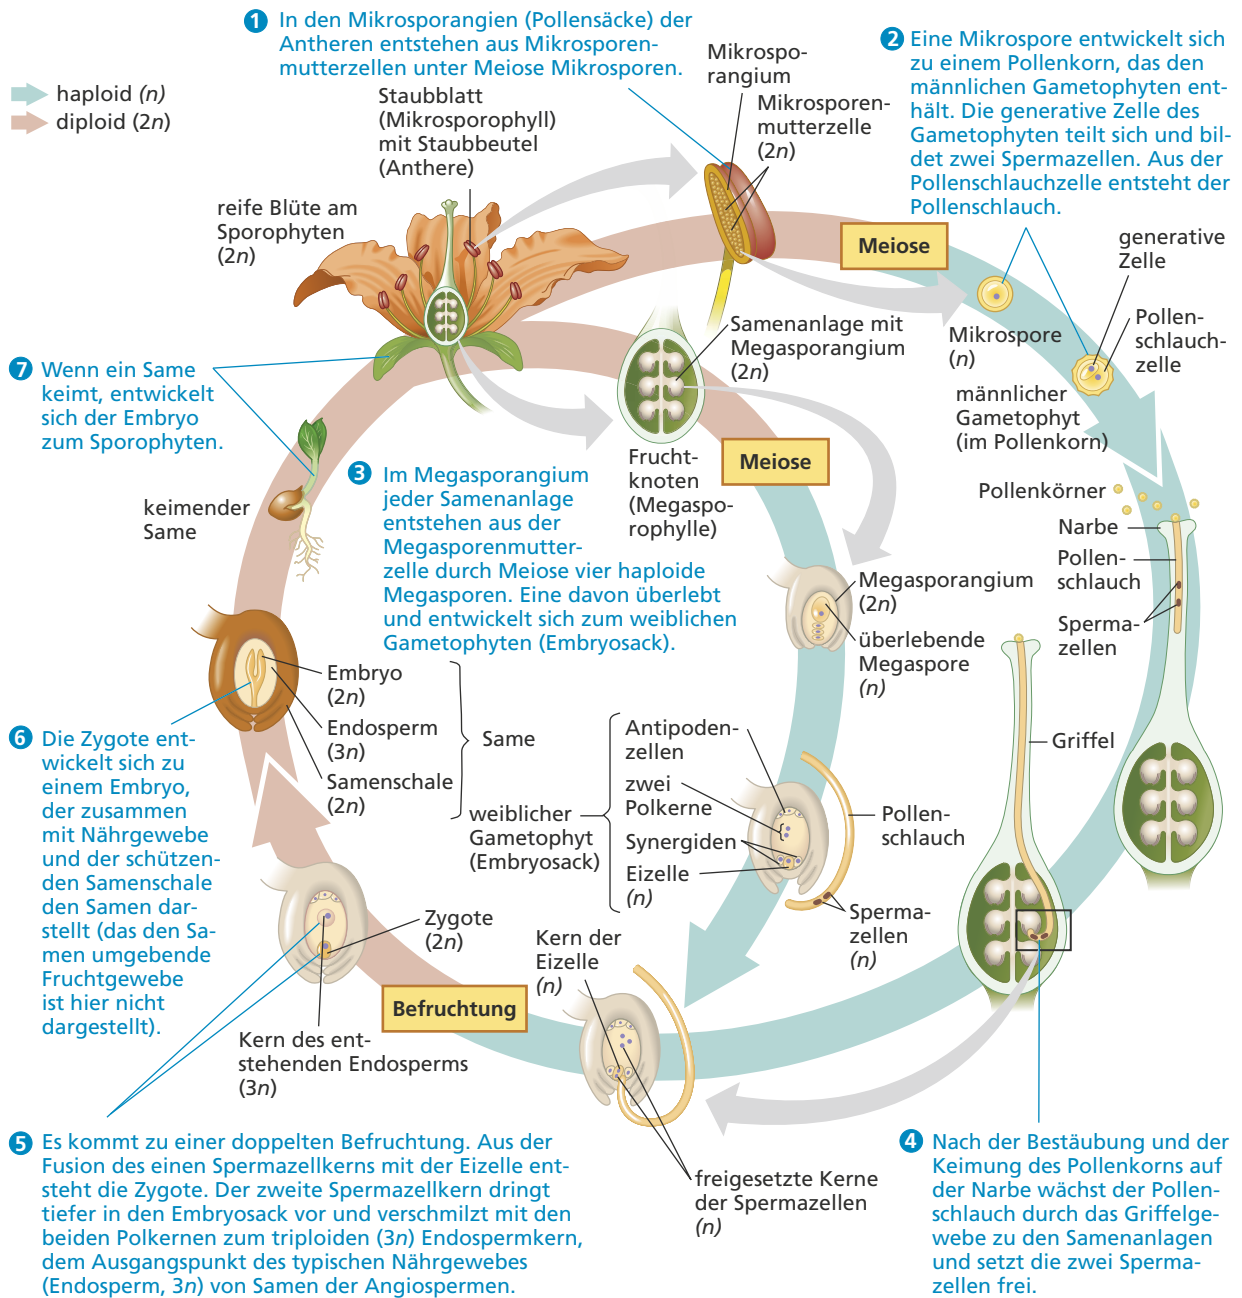 1 In den Mikrosporangien (Pollensäcke) der
Antheren entstehen aus Mikrosporen-
mutterzellen unter Meiose Mikrosporen.
2 Eine Mikrospore entwickelt sich
zu einem Pollenkorn, das den
männlichen Gametophyten ent-
hält. Die generative Zelle des
Gametophyten teilt sich und bil-
det zwei Spermazellen. Aus der
Pollenschlauchzelle entsteht der
Pollenschlauch.
haploid (n)
diploid (2n)
Staubblatt
(Mikrosporophyll)
mit Staubbeutel
(Anthere)
Mikrospo-
rangium
Mikrosporen-
mutterzelle
(2n)
reife Blüte am
Sporophyten
(2n)
Meiose
generative
Zelle
Pollen-
schlauch-
zelle
Mikrospore
(n)
männlicher
Gametophyt
(im Pollenkorn)
Samenanlage mit
Megasporangium
(2n)
7 Wenn ein Same
keimt, entwickelt
sich der Embryo
zum Sporophyten.
Frucht-
knoten
(Megaspo-
rophylle)
Meiose
3 Im Megasporangium
jeder Samenanlage
entstehen aus der
Megasporenmutter-
zelle durch Meiose vier haploide
Megasporen. Eine davon überlebt
und entwickelt sich zum weiblichen
Gametophyten (Embryosack).
keimender
Same
Pollenkörner
Narbe
Pollen-
schlauch
Sperma-
zellen
Megasporangium
(2n)
überlebende
Megaspore
(n)
Embryo
(2n)
Endosperm
(3n)
Samenschale
(2n)
Same
weiblicher
Gametophyt
(Embryosack)
Antipoden-
zellen
zwei
Polkerne
Synergiden
Eizelle
(n)
Griffel
Pollen-
schlauch
Sperma-
zellen
(n)
6 Die Zygote ent-
wickelt sich zu
einem Embryo,
der zusammen
mit Nährgewebe
und der schützen-
den Samenschale
den Samen dar-
stellt (das den Sa-
men umgebende
Fruchtgewebe
ist hier nicht
dargestellt).
Zygote
(2n)
Kern der
Eizelle
(n)
Befruchtung
Kern des ent-
stehenden Endosperms
(3n)
5 Es kommt zu einer doppelten Befruchtung. Aus der
Fusion des einen Spermazellkerns mit der Eizelle ent-
steht die Zygote. Der zweite Spermazellkern dringt
tiefer in den Embryosack vor und verschmilzt mit den
beiden Polkernen zum triploiden (3n) Endospermkern,
dem Ausgangspunkt des typischen Nährgewebes
(Endosperm, 3n) von Samen der Angiospermen.
freigesetzte Kerne
der Spermazellen
(n)
4 Nach der Bestäubung und der
Keimung des Pollenkorns auf
der Narbe wächst der Pollen-
schlauch durch das Griffelge-
webe zu den Samenanlagen
und setzt die zwei Sperma-
zellen frei.